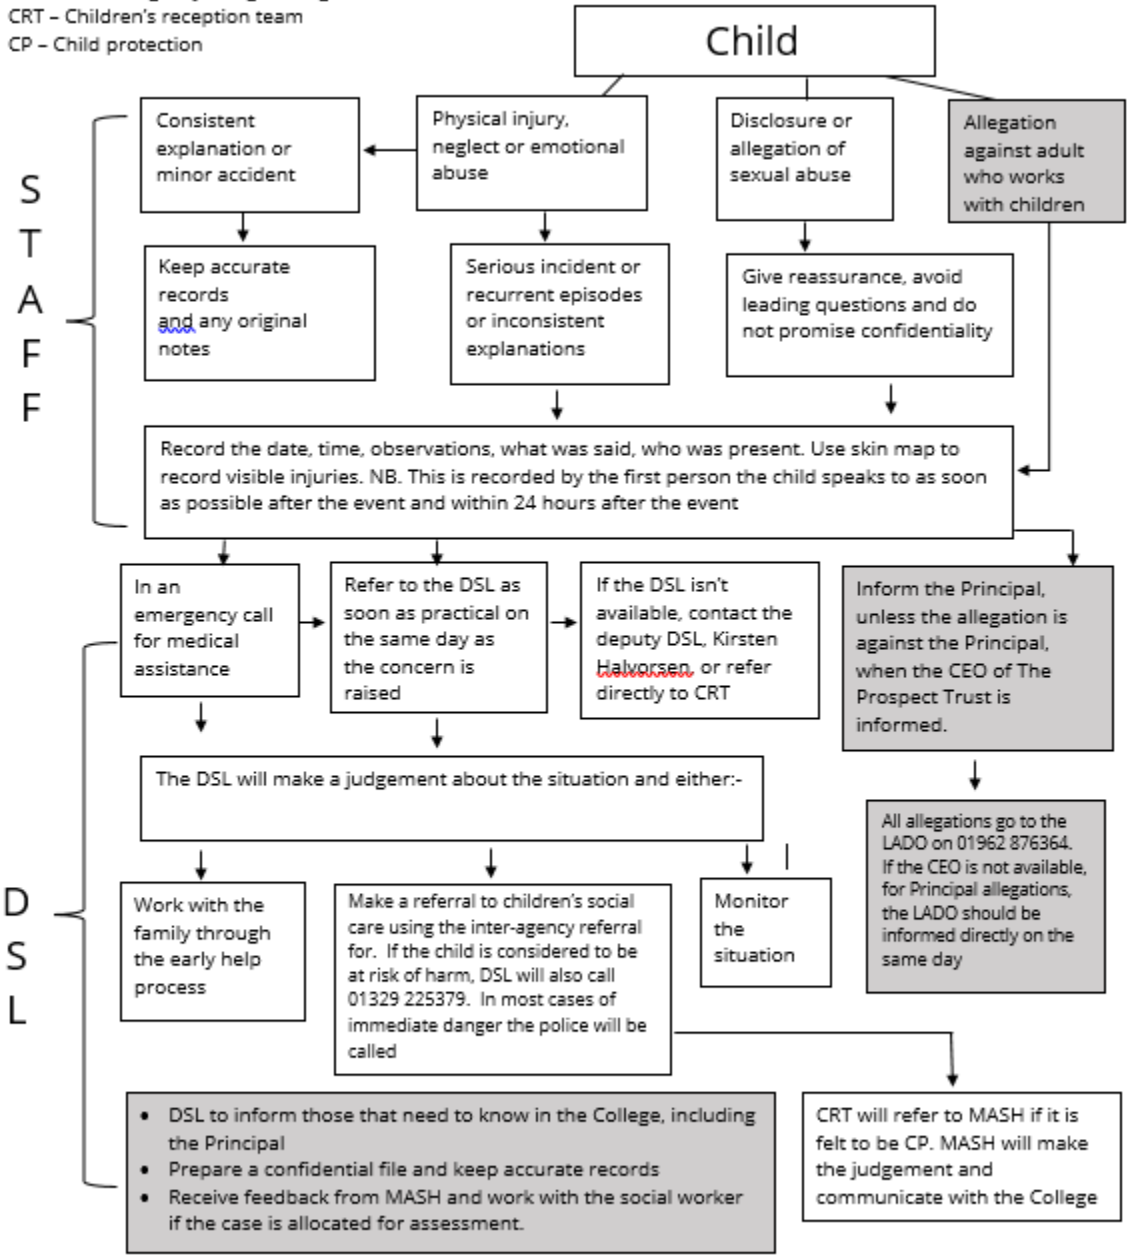 CRT – Children's reception team
CP – Child protection
Child
Consistent
explanation or
minor accident
Physical injury,
neglect or emotional
abuse
Disclosure or
allegation of
sexual abuse
Allegation
against adult
who works
with children
S
T
A
F
F
Keep accurate
records
and any original
notes
Serious incident or
recurrent episodes
or inconsistent
explanations
Give reassurance, avoid
leading questions and do
not promise confidentiality
Record the date, time, observations, what was said, who was present. Use skin map to
record visible injuries. NB. This is recorded by the first person the child speaks to as soon
as possible after the event and within 24 hours after the event
In an
emergency call
for medical
assistance
Refer to the DSL as
soon as practical on
the same day as
the concern is
raised
If the DSL isn't
available, contact the
deputy DSL, Kirsten
Halvorsen, or refer
directly to CRT
Inform the Principal,
unless the allegation is
against the Principal,
when the CEO of The
Prospect Trust is
informed.
The DSL will make a judgement about the situation and either:-
All allegations go to the
LADO on 01962 876364.
If the CEO is not available,
for Principal allegations,
the LADO should be
informed directly on the
same day
D
S
L
Work with the
family through
the early help
process
Make a referral to children's social
care using the inter-agency referral
for.  If the child is considered to be
at risk of harm, DSL will also call
01329 225379.  In most cases of
immediate danger the police will be
called
Monitor
the
situation
• DSL to inform those that need to know in the College, including
the Principal
• Prepare a confidential file and keep accurate records
• Receive feedback from MASH and work with the social worker
if the case is allocated for assessment.
CRT will refer to MASH if it is
felt to be CP. MASH will make
the judgement and
communicate with the College